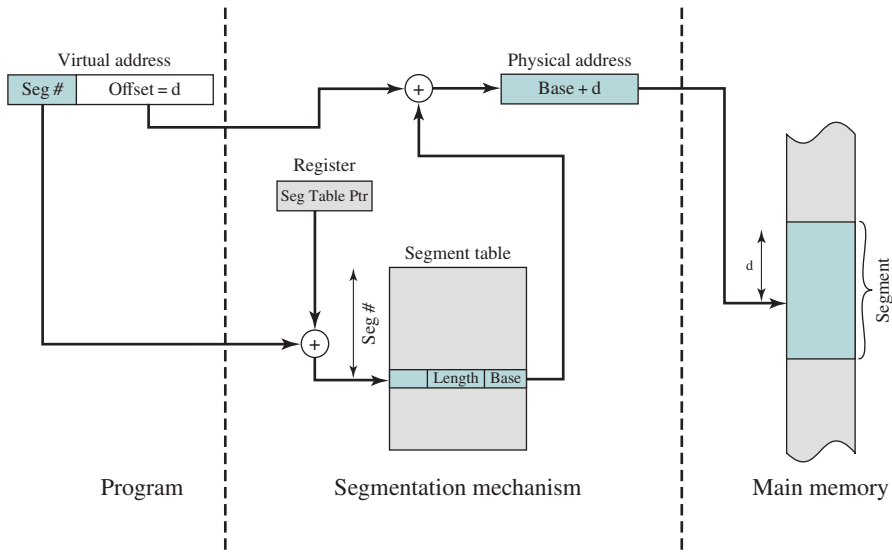 Virtual address
Physical address
Seg #
Offset = d
+
Base + d
Register
Seg Table Ptr
Segment table
d
Segment
Seg #
+
Length
Base
Program
Segmentation mechanism
Main memory